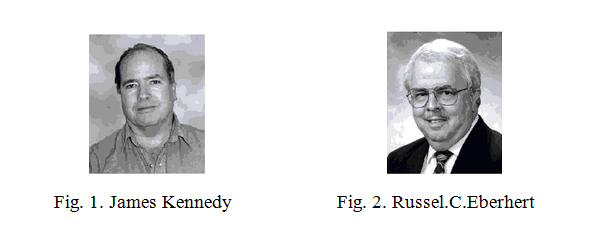 Fig. 1. James Kennedy
Fig. 2. Russel.C.Eberhert